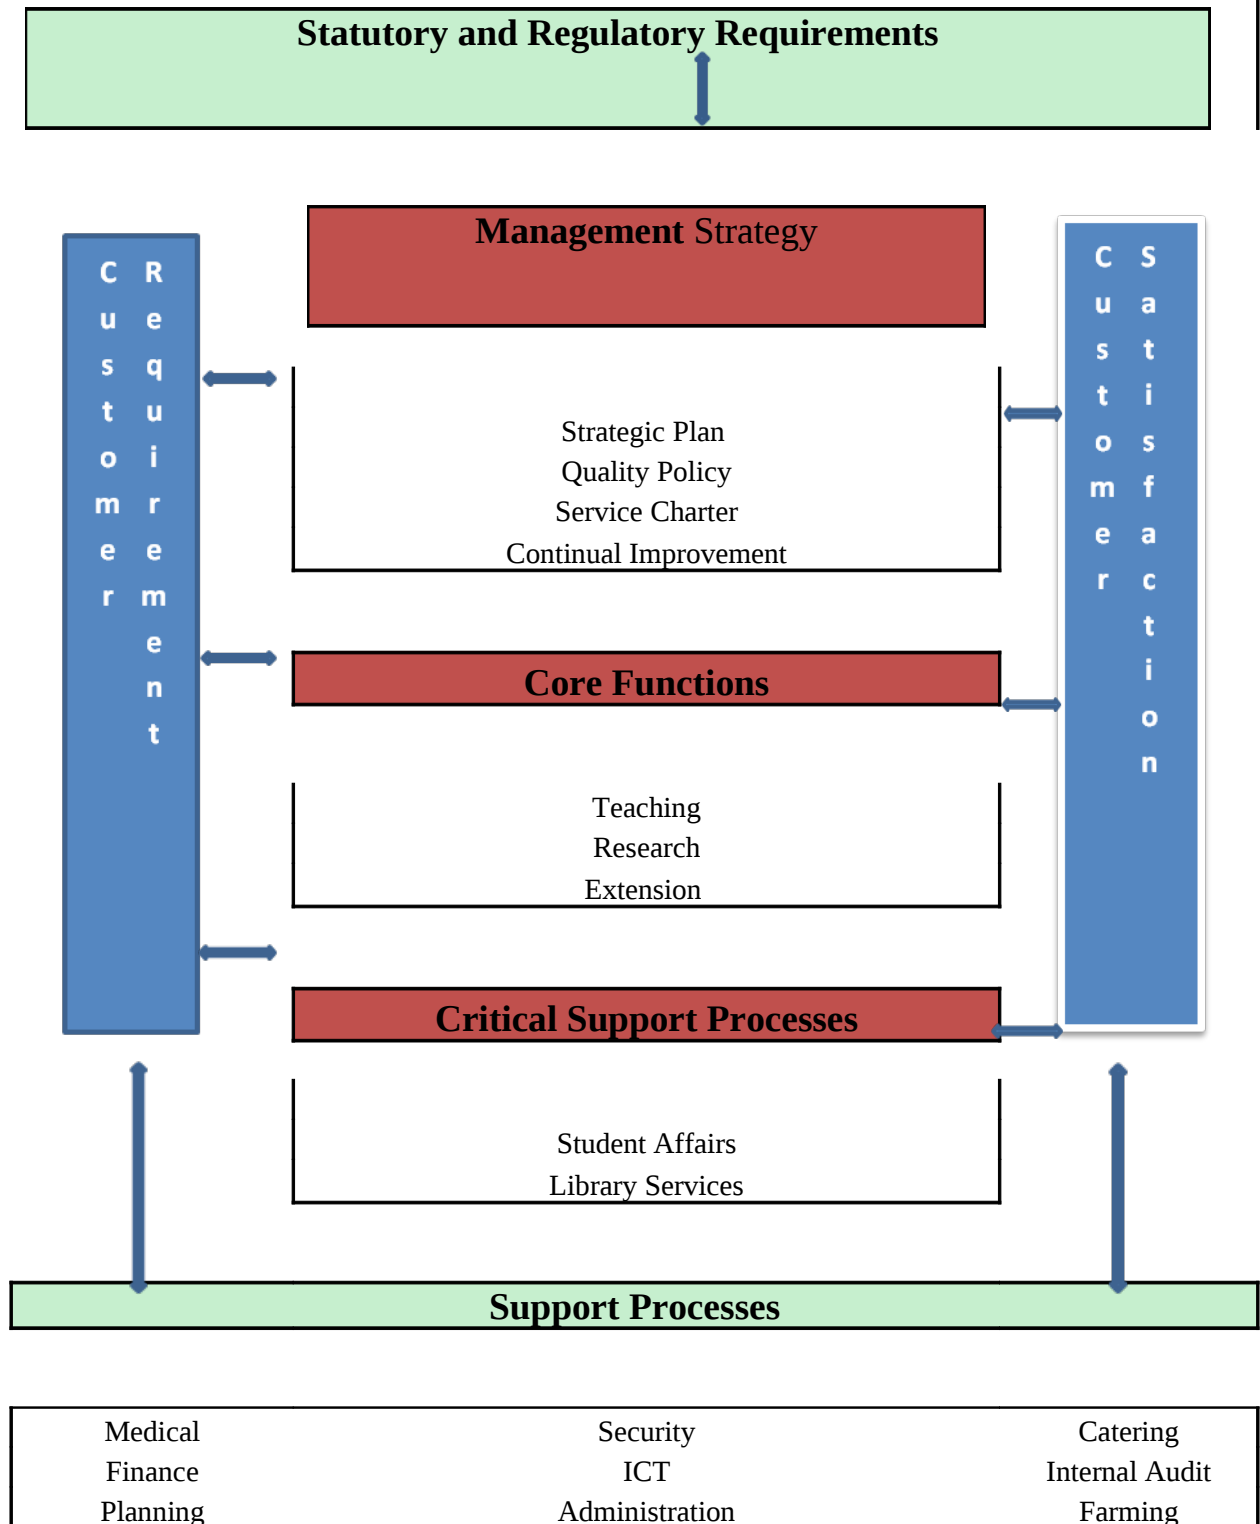 Statutory and Regulatory Requirements
Management Strategy
Customer Requirement
Customer Satisfaction
Strategic Plan
Quality Policy
Service Charter
Continual Improvement
Core Functions
Teaching
Research
Extension
Critical Support Processes
Student Affairs
Library Services
Support Processes
Medical Security Catering
Finance ICT Internal Audit
Planning Administration Farming